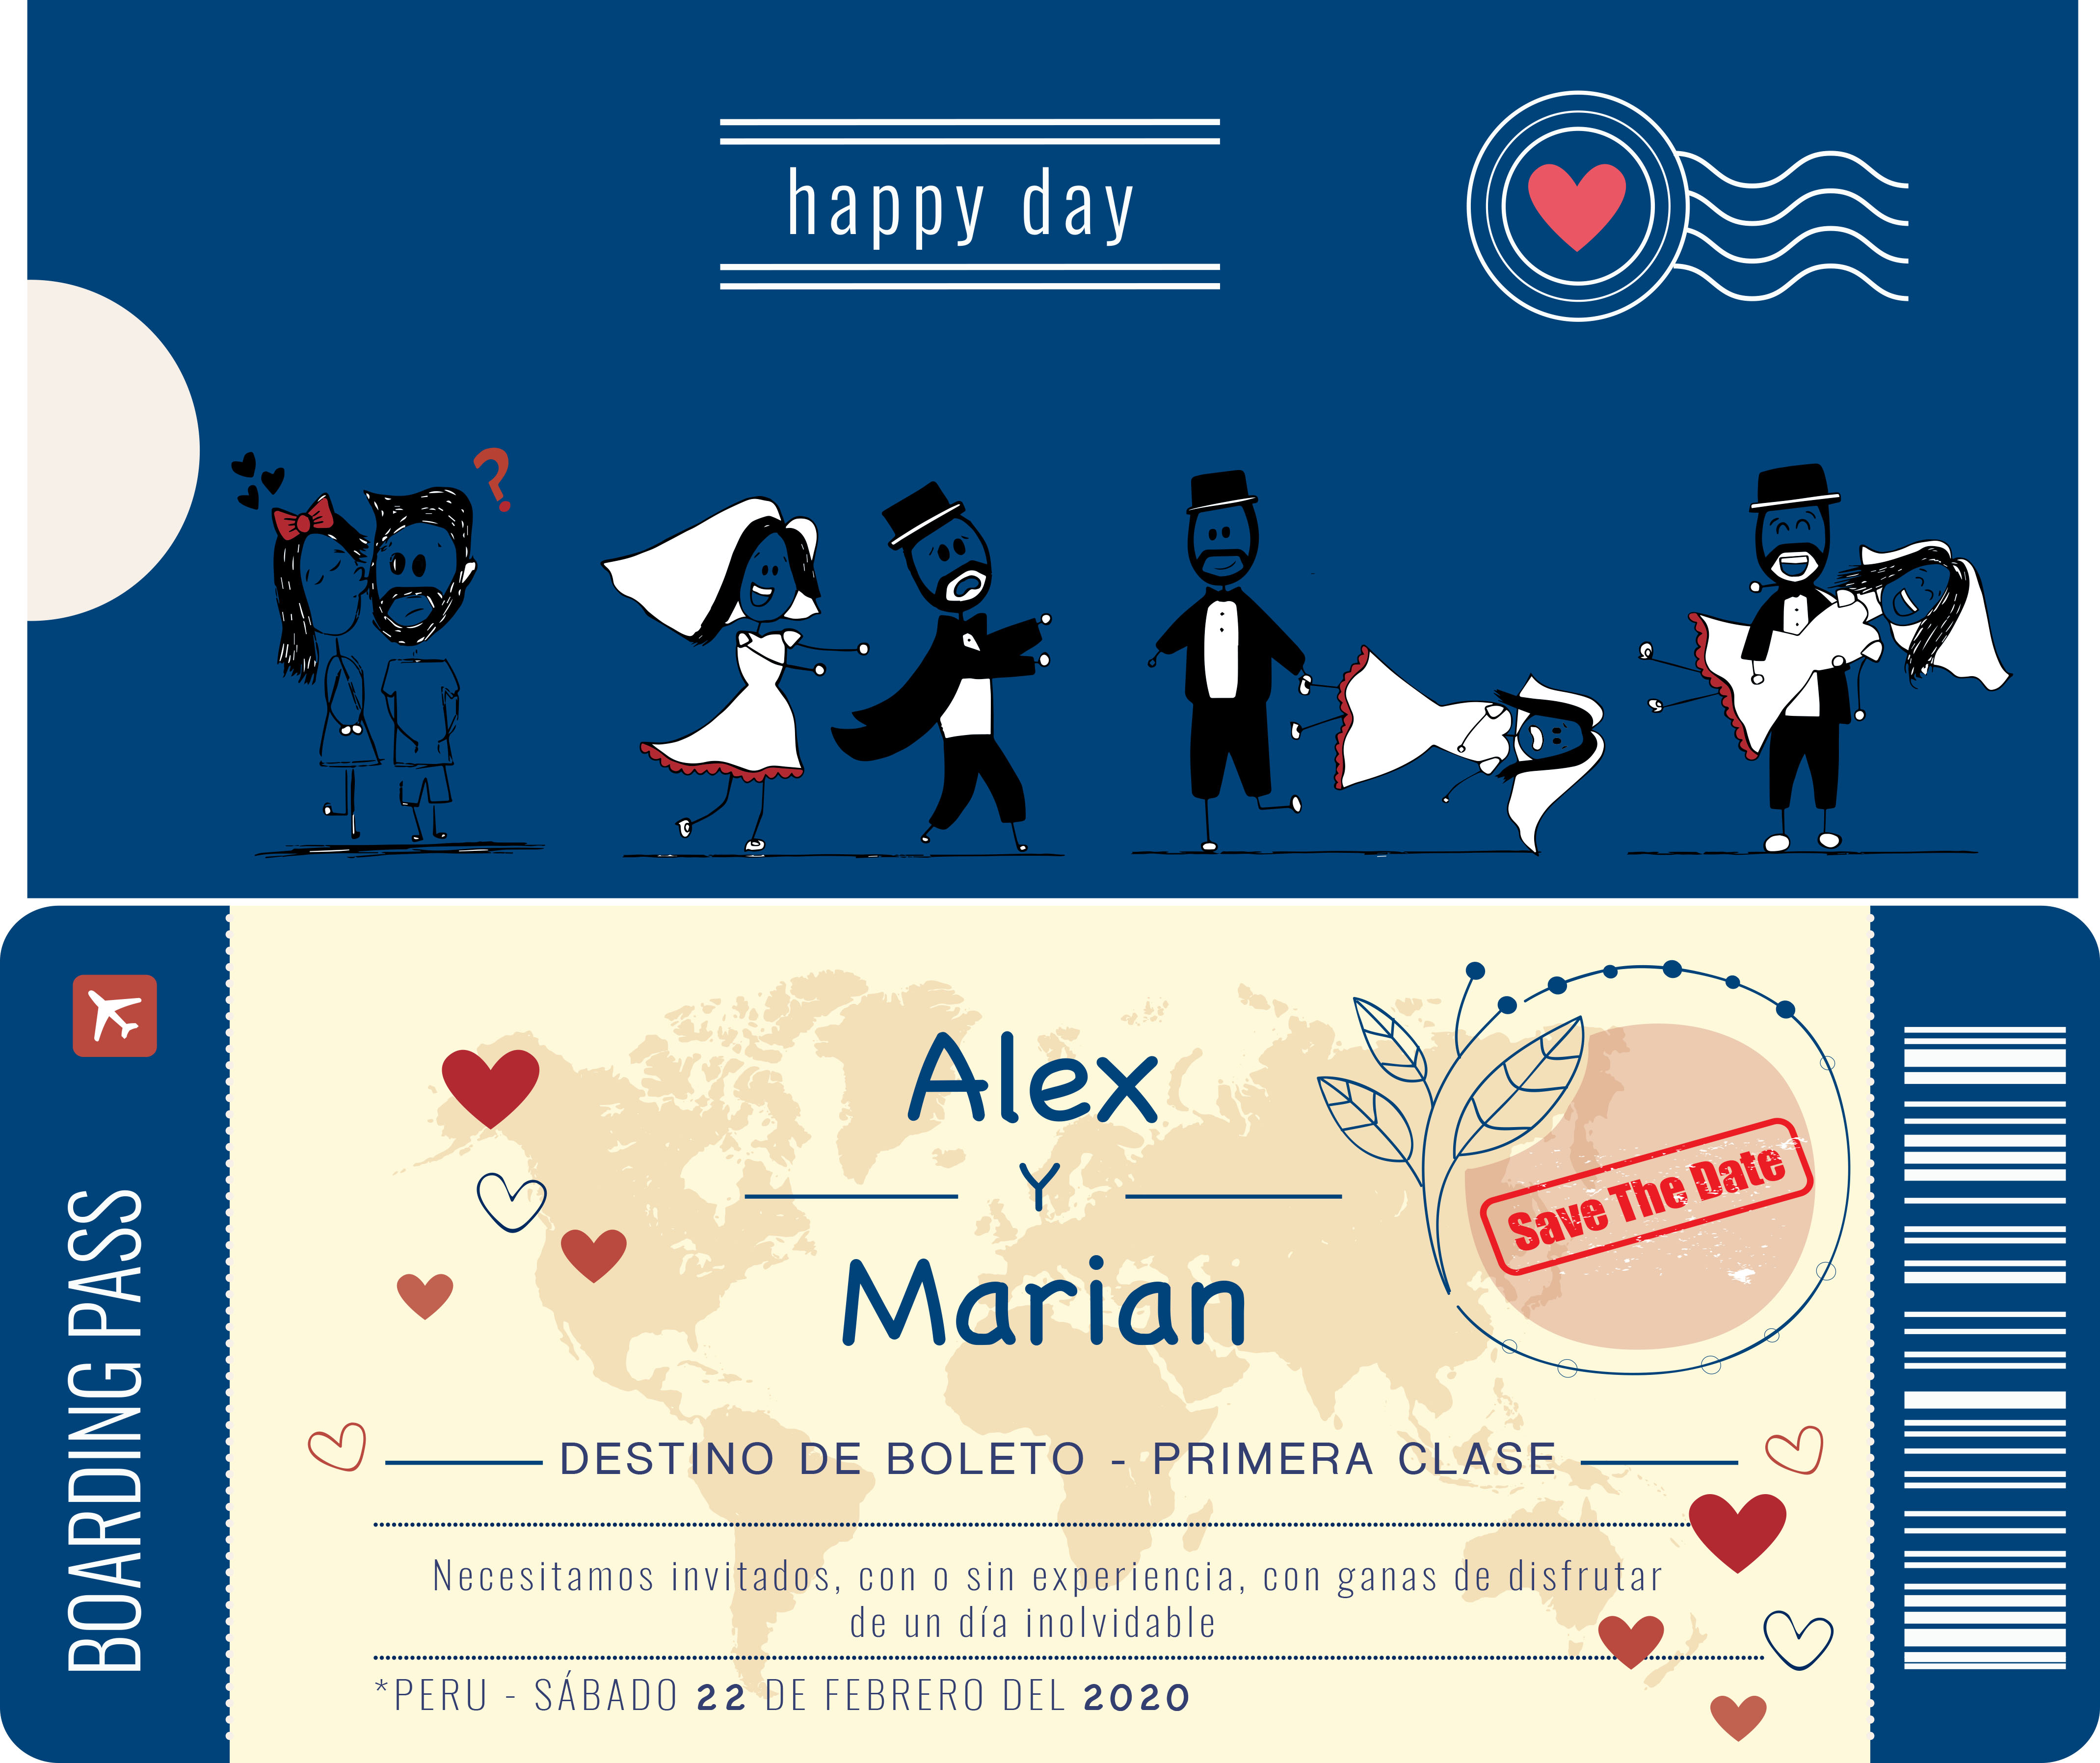 happy day
?
BOARDING PASS
Alex
Y
Marian
Save The Date
DESTINO DE BOLETO - PRIMERA CLASE
Necesitamos invitados, con o sin experiencia, con ganas de disfrutar
de un día inolvidable
*PERU - SÁBADO 22 DE FEBRERO DEL 2020